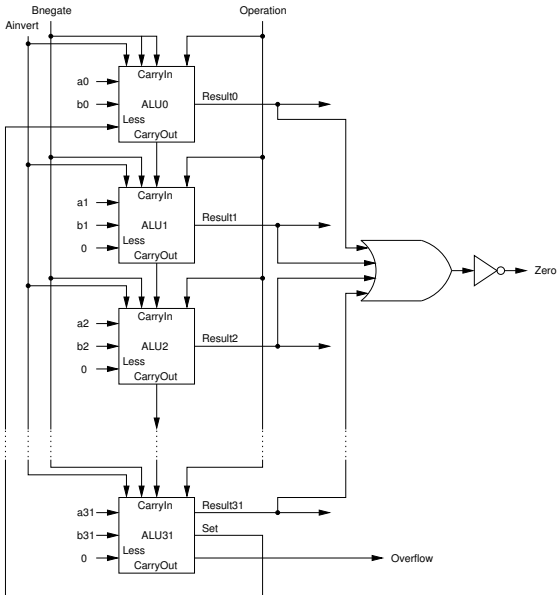 Bnegate
Operation
Ainvert
CarryIn
a0
b0
ALU0
Result0
Less
CarryOut
CarryIn
a1
b1
ALU1
Result1
0
Less
CarryOut
Zero
CarryIn
a2
b2
ALU2
Result2
0
Less
CarryOut
CarryIn
a31
Result31
b31
ALU31
Set
0
Less
CarryOut
Overflow